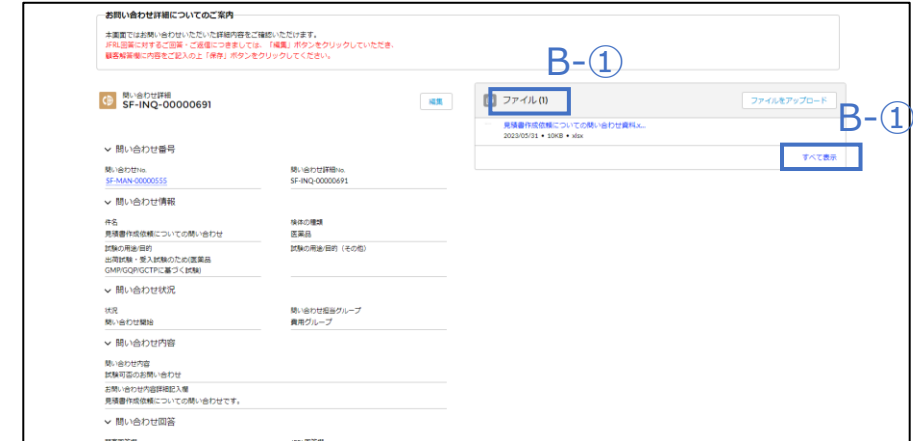 お問い合わせ詳細についてのご案内
本画面ではお問い合わせいただいた詳細内容をご確認いただけます。
JFRL回答に対するご回答・ご返信につきましては、「編集」ボタンをクリックしていただき、
顧客解答欄に内容をご記入の上「保存」ボタンをクリックしてください。
B-①
問い合わせ詳細
SF-INQ-00000691
編集
ファイル (1)
ファイルをアップロード
B-①
見積書作成依頼についての問い合わせ資料.x...
2023/05/31 • 10KB • xlsx
すべて表示
問い合わせ番号
問い合わせNo.
問い合わせ詳細No.
SF-MAN-00000555
SF-INQ-00000691
問い合わせ情報
件名
検体の種類
見積書作成依頼についての問い合わせ
医薬品
試験の用途/目的
試験の用途/目的（その他）
出荷試験・受入試験のため(医薬品
GMP/GQP/GCTPに基づく試験)
問い合わせ状況
状況
問い合わせ担当グループ
問い合わせ開始
費用グループ
問い合わせ内容
問い合わせ内容
試験可否のお問い合わせ
お問い合わせ内容詳細記入欄
見積書作成依頼についての問い合わせです。
問い合わせ回答